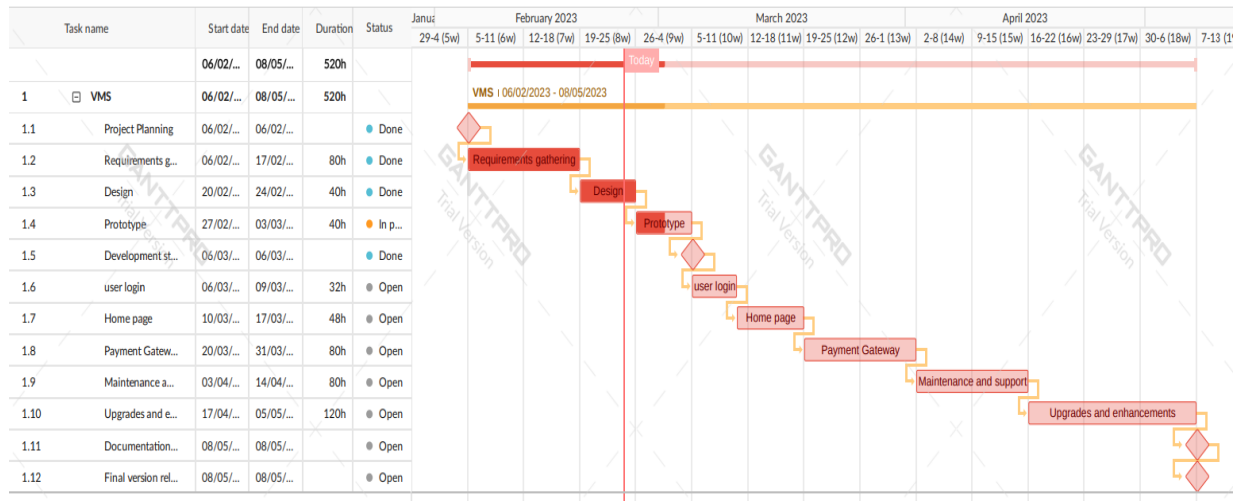 Janua February 2023 March 2023 April 2023
Task name Start date End date Duration Status
29-4 (5w) 5-11 (6w) 12-18 (7w) 19-25 (8w) 26-4 (9w) 5-11 (10w) 12-18 (11w) 19-25 (12w) 26-1 (13w) 2-8 (14w) 9-15 (15w) 16-22 (16w) 23-29 (17w) 30-6 (18w) 7-13 (19
06/02/... 08/05/... 520h Today
1 VMS 06/02/... 08/05/... 520h VMS 06/02/2023 - 08/05/2023
1.1 Project Planning 06/02/... 06/02/... Done
1.2 Requirements g... 06/02/... 17/02/... 80h Done Requirements gathering
1.3 Design 20/02/... 24/02/... 40h Done Design
1.4 Prototype 27/02/... 03/03/... 40h In p... Prototype
1.5 Development st... 06/03/... 06/03/... Done
1.6 user login 06/03/... 09/03/... 32h Open user login
1.7 Home page 10/03/... 17/03/... 48h Open Home page
1.8 Payment Gatew... 20/03/... 31/03/... 80h Open Payment Gateway
1.9 Maintenance a... 03/04/... 14/04/... 80h Open Maintenance and support
1.10 Upgrades and e... 17/04/... 05/05/... 120h Open Upgrades and enhancements
1.11 Documentation... 08/05/... 08/05/... Open
1.12 Final version rel... 08/05/... 08/05/... Open
GANTTPRO
Trial Version
GANTTPRO
Trial Version
GANTTPRO
Trial Version
GANTTPRO
Trial Version